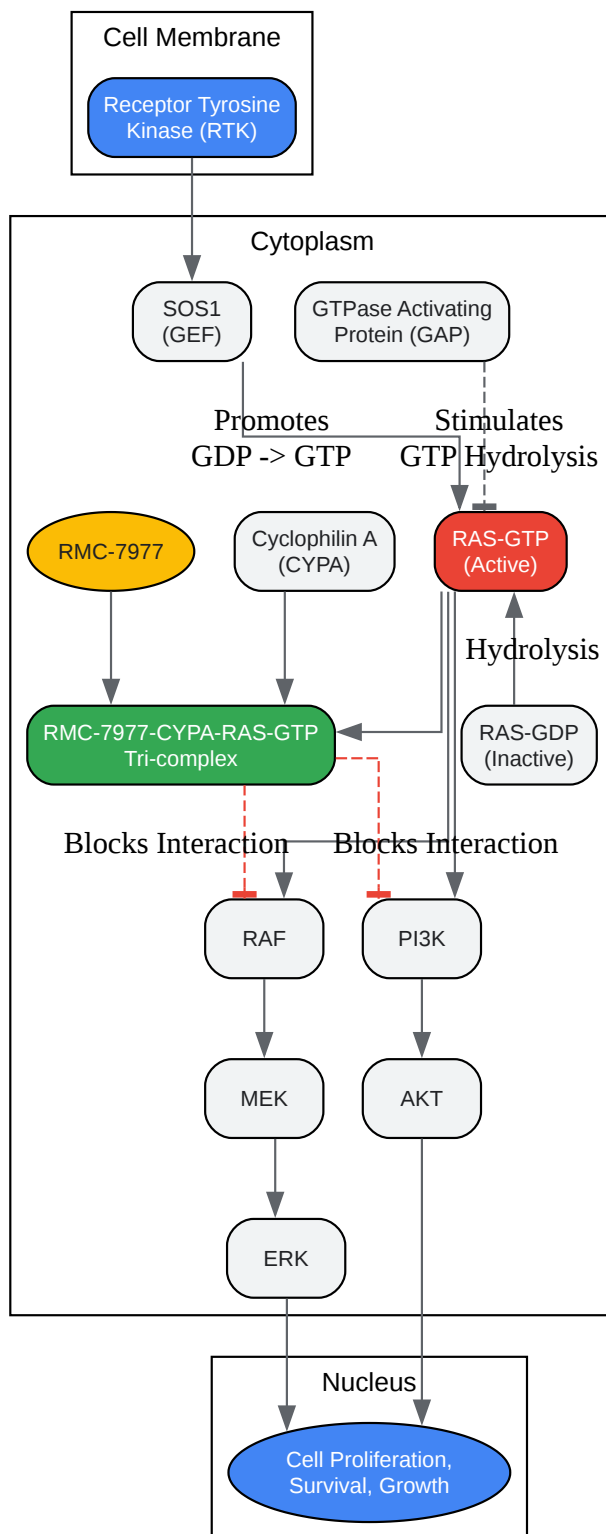 Cell Membrane
Receptor Tyrosine
Kinase (RTK)
Cytoplasm
SOS1
(GEF)
GTPase Activating
Protein (GAP)
Promotes
GDP -> GTP
Stimulates
GTP Hydrolysis
RMC-7977
Cyclophilin A
(CYPA)
RAS-GTP
(Active)
Hydrolysis
RMC-7977-CYPA-RAS-GTP
Tri-complex
RAS-GDP
(Inactive)
Blocks Interaction
Blocks Interaction
RAF
PI3K
MEK
AKT
ERK
Nucleus
Cell Proliferation,
Survival, Growth